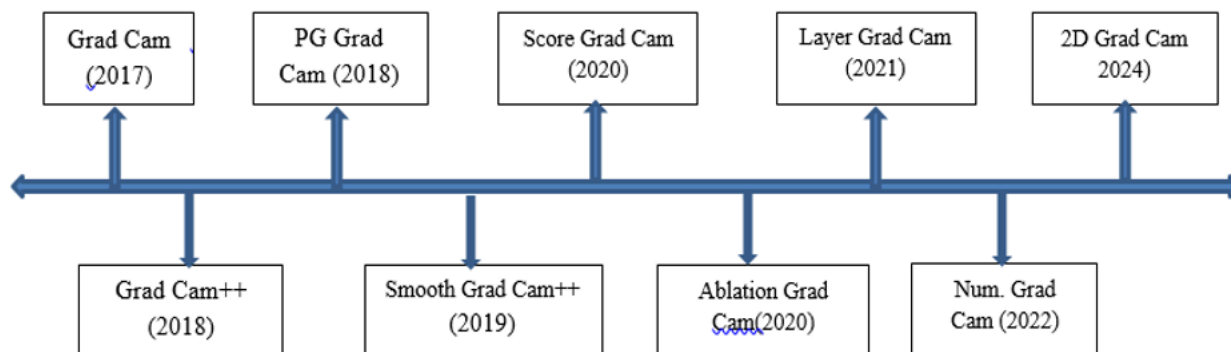 Grad Cam
(2017)
PG Grad
Cam (2018)
Score Grad Cam
(2020)
Layer Grad Cam
(2021)
2D Grad Cam
2024)
Grad Cam++
(2018)
Smooth Grad Cam++
(2019)
Ablation Grad
Cam(2020)
Num. Grad
Cam (2022)